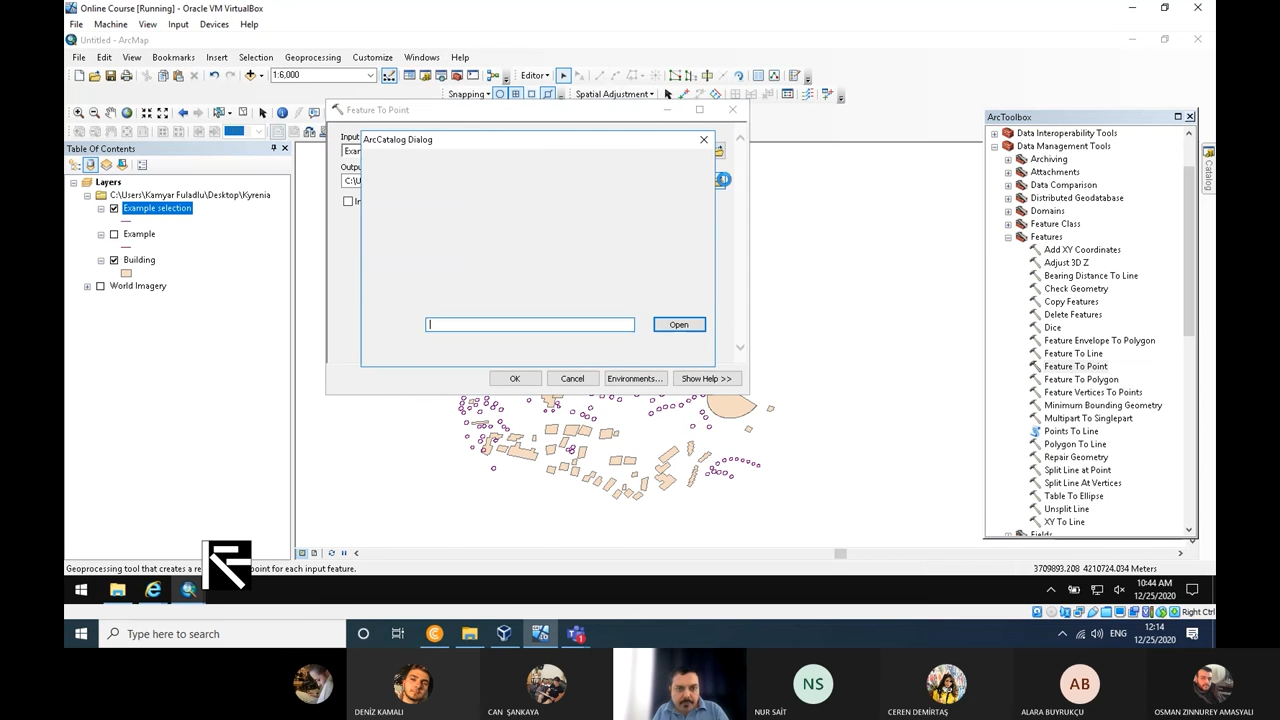 Online Course [Running] - Oracle VM VirtualBox
File Machine View Input Devices Help
Untitled - ArcMap
File Edit View Bookmarks Insert Selection Geoprocessing Customize Windows Help
1:6,000
Editor
Snapping
Spatial Adjustment
Table Of Contents
Layers
C:\Users\Kamyar Fuladlu\Desktop\Kyrenia
Example selection
Example
Building
World Imagery
Feature To Point
Input
Exam
Outpu
C:\U
In
ArcCatalog Dialog
Open
OK
Cancel
Environments...
Show Help >>
ArcToolbox
Data Interoperability Tools
Data Management Tools
Archiving
Attachments
Data Comparison
Distributed Geodatabase
Domains
Feature Class
Features
Add XY Coordinates
Adjust 3D Z
Bearing Distance To Line
Check Geometry
Copy Features
Delete Features
Dice
Feature Envelope To Polygon
Feature To Line
Feature To Point
Feature To Polygon
Feature Vertices To Points
Minimum Bounding Geometry
Multipart To Singlepart
Points To Line
Polygon To Line
Repair Geometry
Split Line at Point
Split Line At Vertices
Table To Ellipse
Unsplit Line
XY To Line
Fields
Catalog
Geoprocessing tool that creates a re point for each input feature.
3709893.208 4210724.034 Meters
10:44 AM
12/25/2020
Right Ctrl
Type here to search
1
ENG
12:14
12/25/2020
DENİZ KAMALI
CAN ŞANKAYA
NS
NUR SAİT
CEREN DEMİRTAŞ
AB
ALARA BUYRUKÇU
OSMAN ZINNUREY AMASYALI